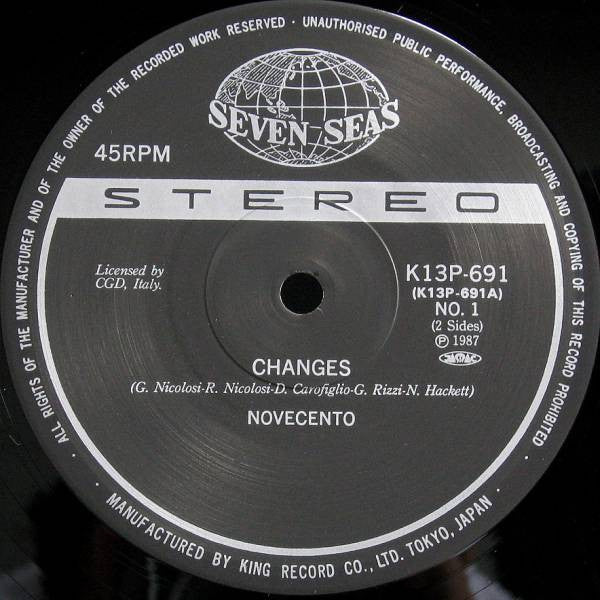 · ALL RIGHTS OF THE MANUFACTURER AND OF THE OWNER OF THE RECORDED WORK RESERVED · UNAUTHORISED PUBLIC PERFORMANCE, BROADCASTING AND COPYING OF THIS RECORD PROHIBITED ·
SEVEN SEAS
45RPM
STEREO
Licensed by
CGD, Italy.
K13P-691
(K13P-691A)
NO. 1
(2 Sides)
℗ 1987
CHANGES
(G. Nicolosi-R. Nicolosi-D. Carofiglio-G. Rizzi-N. Hackett)
NOVECENTO
MANUFACTURED BY KING RECORD CO., LTD. TOKYO, JAPAN